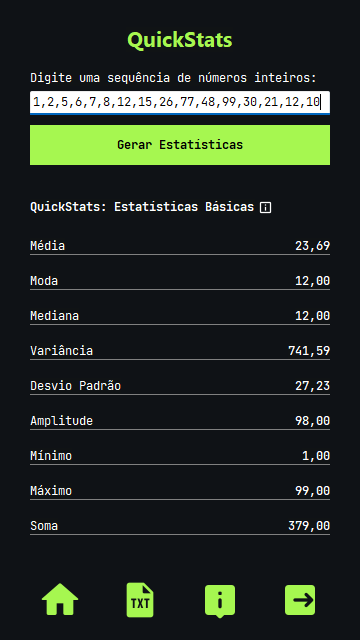 QuickStats
Digite uma sequência de números inteiros:
1,2,5,6,7,8,12,15,26,77,48,99,30,21,12,10
Gerar Estatísticas
QuickStats: Estatísticas Básicas
Média 23,69
Moda 12,00
Mediana 12,00
Variância 741,59
Desvio Padrão 27,23
Amplitude 98,00
Mínimo 1,00
Máximo 99,00
Soma 379,00
TXT